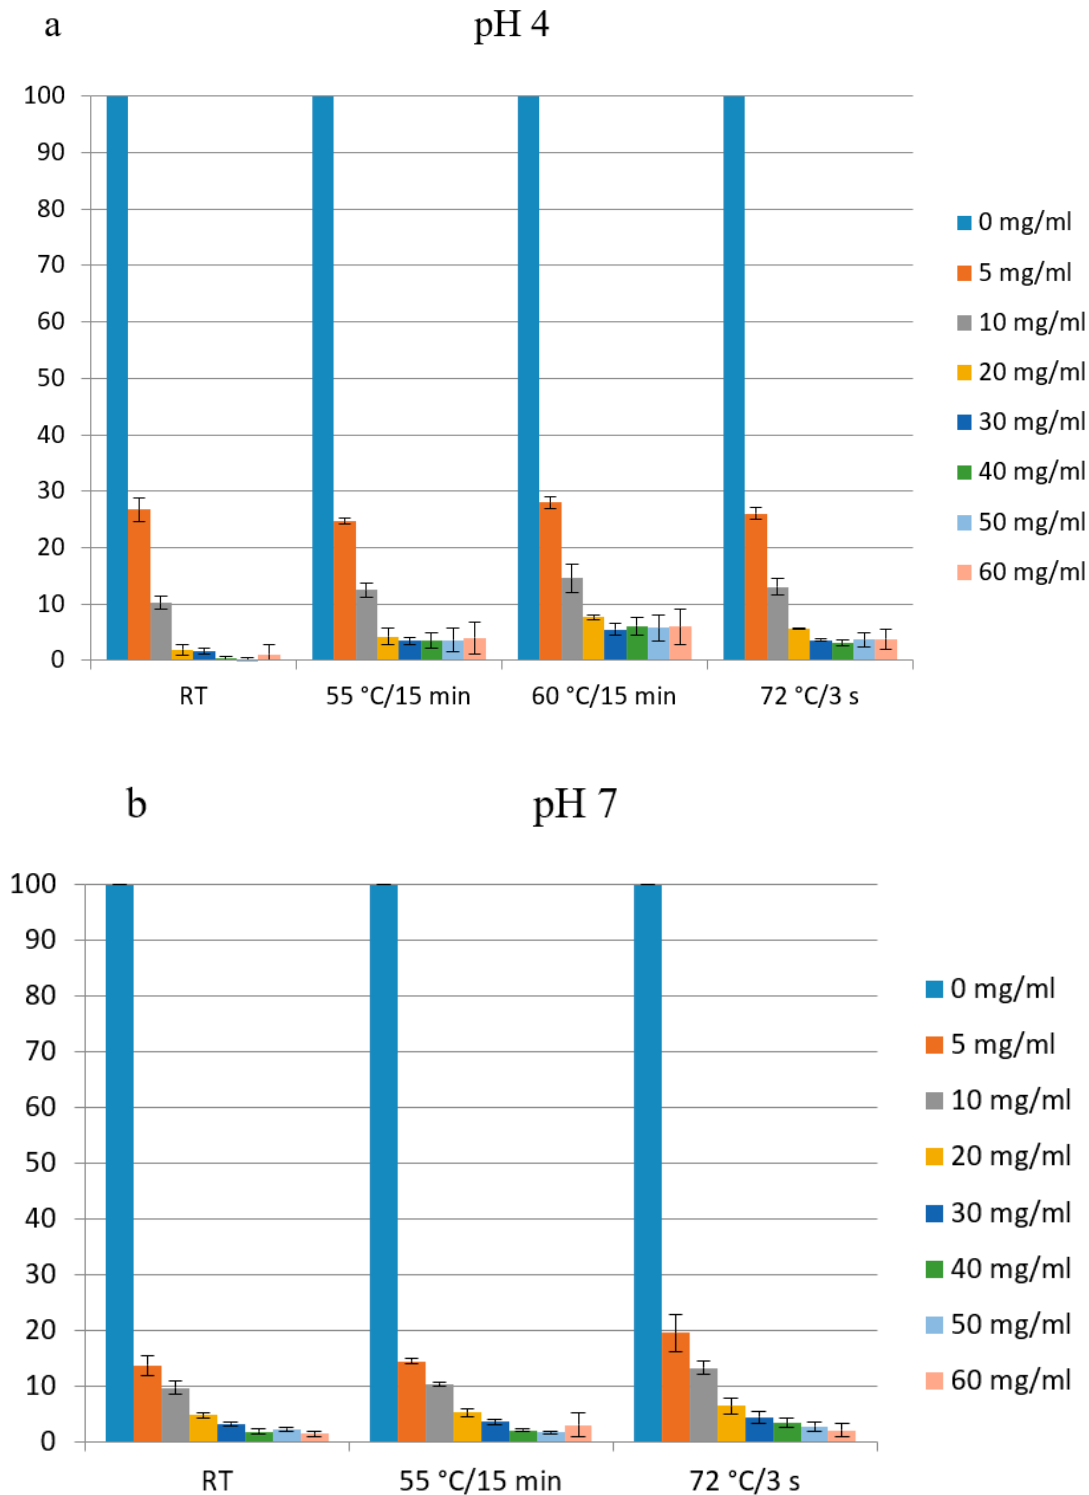 a
pH 4
100
90
80
70
60
50
40
30
20
10
0
RT
55 °C/15 min
60 °C/15 min
72 °C/3 s
0 mg/ml
5 mg/ml
10 mg/ml
20 mg/ml
30 mg/ml
40 mg/ml
50 mg/ml
60 mg/ml
b
pH 7
100
90
80
70
60
50
40
30
20
10
0
RT
55 °C/15 min
72 °C/3 s
0 mg/ml
5 mg/ml
10 mg/ml
20 mg/ml
30 mg/ml
40 mg/ml
50 mg/ml
60 mg/ml